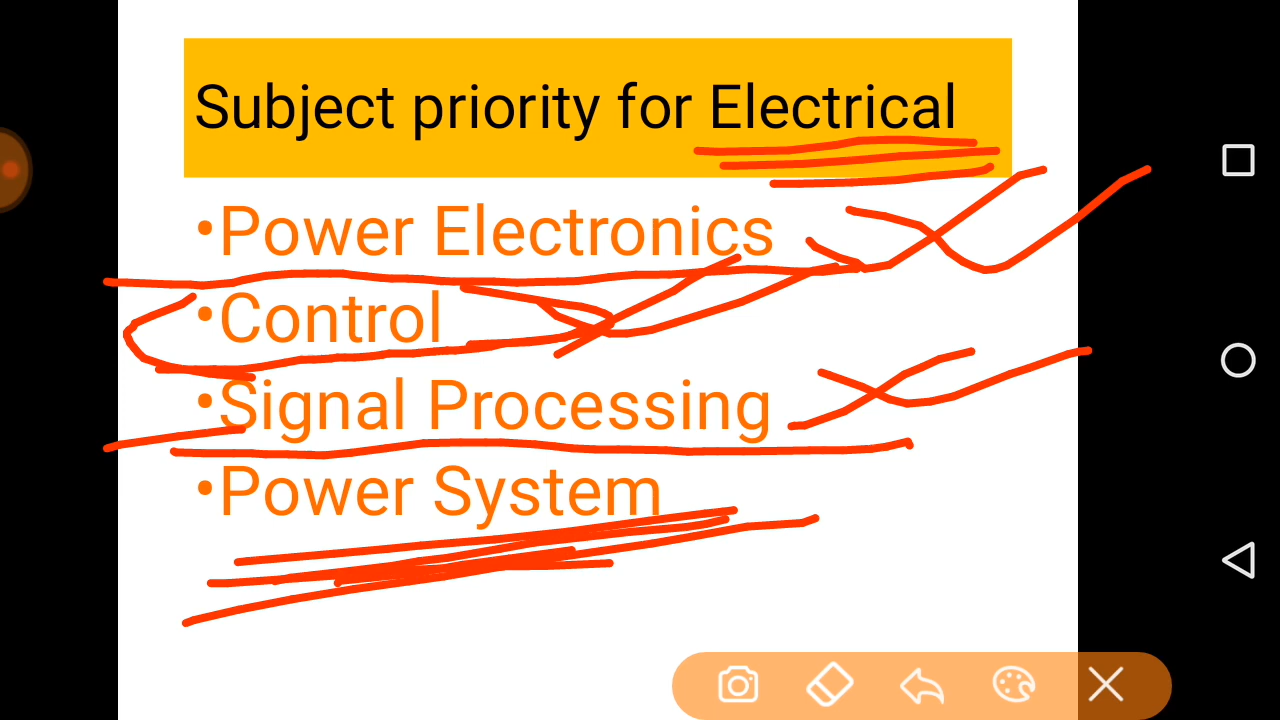 Subject priority for Electrical
•Power Electronics
•Control
•Signal Processing
•Power System